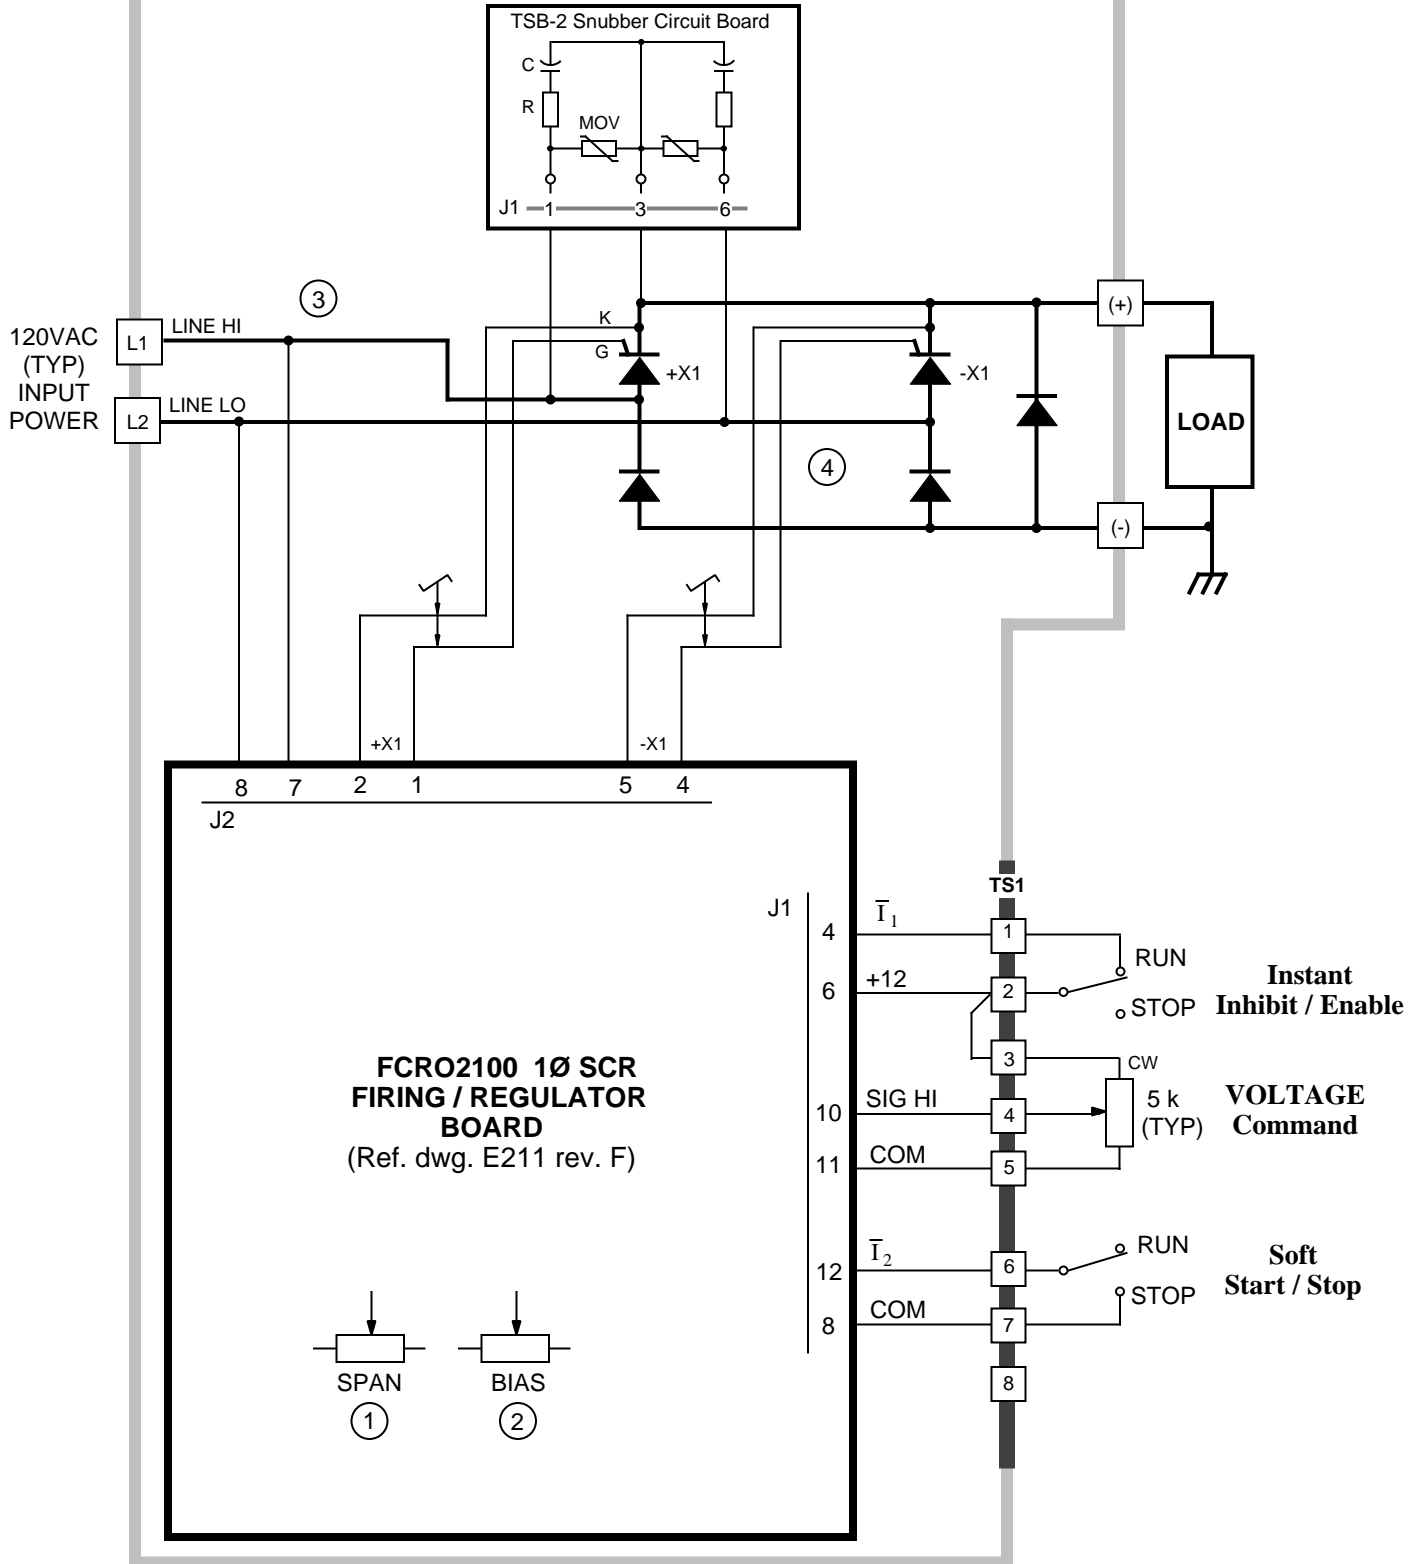 TSB-2 Snubber Circuit Board
C
R
MOV
J1 1 3 6
3
120VAC
(TYP)
INPUT
POWER
L1
LINE HI
L2
LINE LO
K
G
+X1
-X1
4
(+)
LOAD
(-)
+X1
-X1
8 7 2 1 5 4
J2
TS1
J1
4
I̅1
1
RUN
STOP
Instant
Inhibit / Enable
6
+12
2
3
CW
10
SIG HI
4
5 k
(TYP)
VOLTAGE
Command
11
COM
5
FCRO2100 1Ø SCR
FIRING / REGULATOR
BOARD
(Ref. dwg. E211 rev. F)
12
I̅2
6
RUN
STOP
Soft
Start / Stop
8
COM
7
8
SPAN
1
BIAS
2